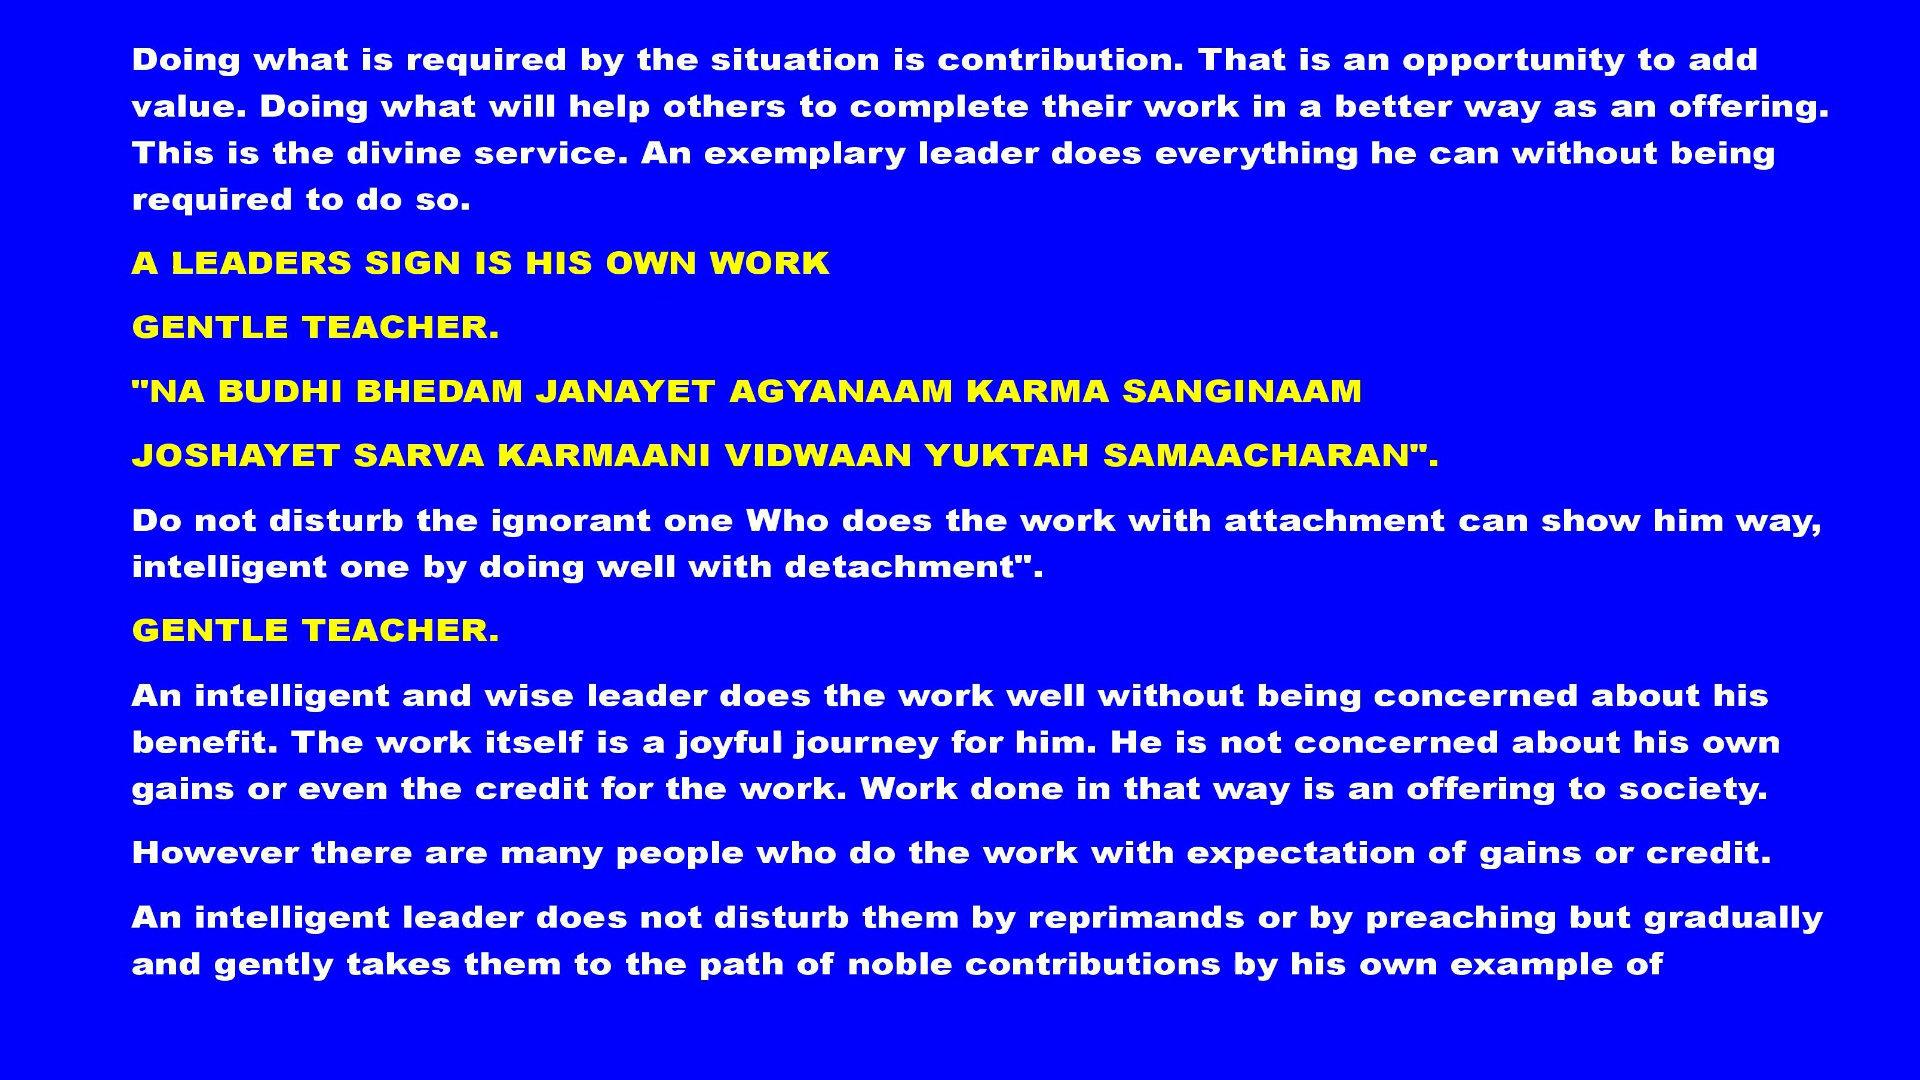 Doing what is required by the situation is contribution. That is an opportunity to add
value. Doing what will help others to complete their work in a better way as an offering.
This is the divine service. An exemplary leader does everything he can without being
required to do so.
A LEADERS SIGN IS HIS OWN WORK
GENTLE TEACHER.
"NA BUDHI BHEDAM JANAYET AGYANAAM KARMA SANGINAAM
JOSHAYET SARVA KARMAANI VIDWAAN YUKTAH SAMAACHARAN".
Do not disturb the ignorant one Who does the work with attachment can show him way,
intelligent one by doing well with detachment".
GENTLE TEACHER.
An intelligent and wise leader does the work well without being concerned about his
benefit. The work itself is a joyful journey for him. He is not concerned about his own
gains or even the credit for the work. Work done in that way is an offering to society.
However there are many people who do the work with expectation of gains or credit.
An intelligent leader does not disturb them by reprimands or by preaching but gradually
and gently takes them to the path of noble contributions by his own example of